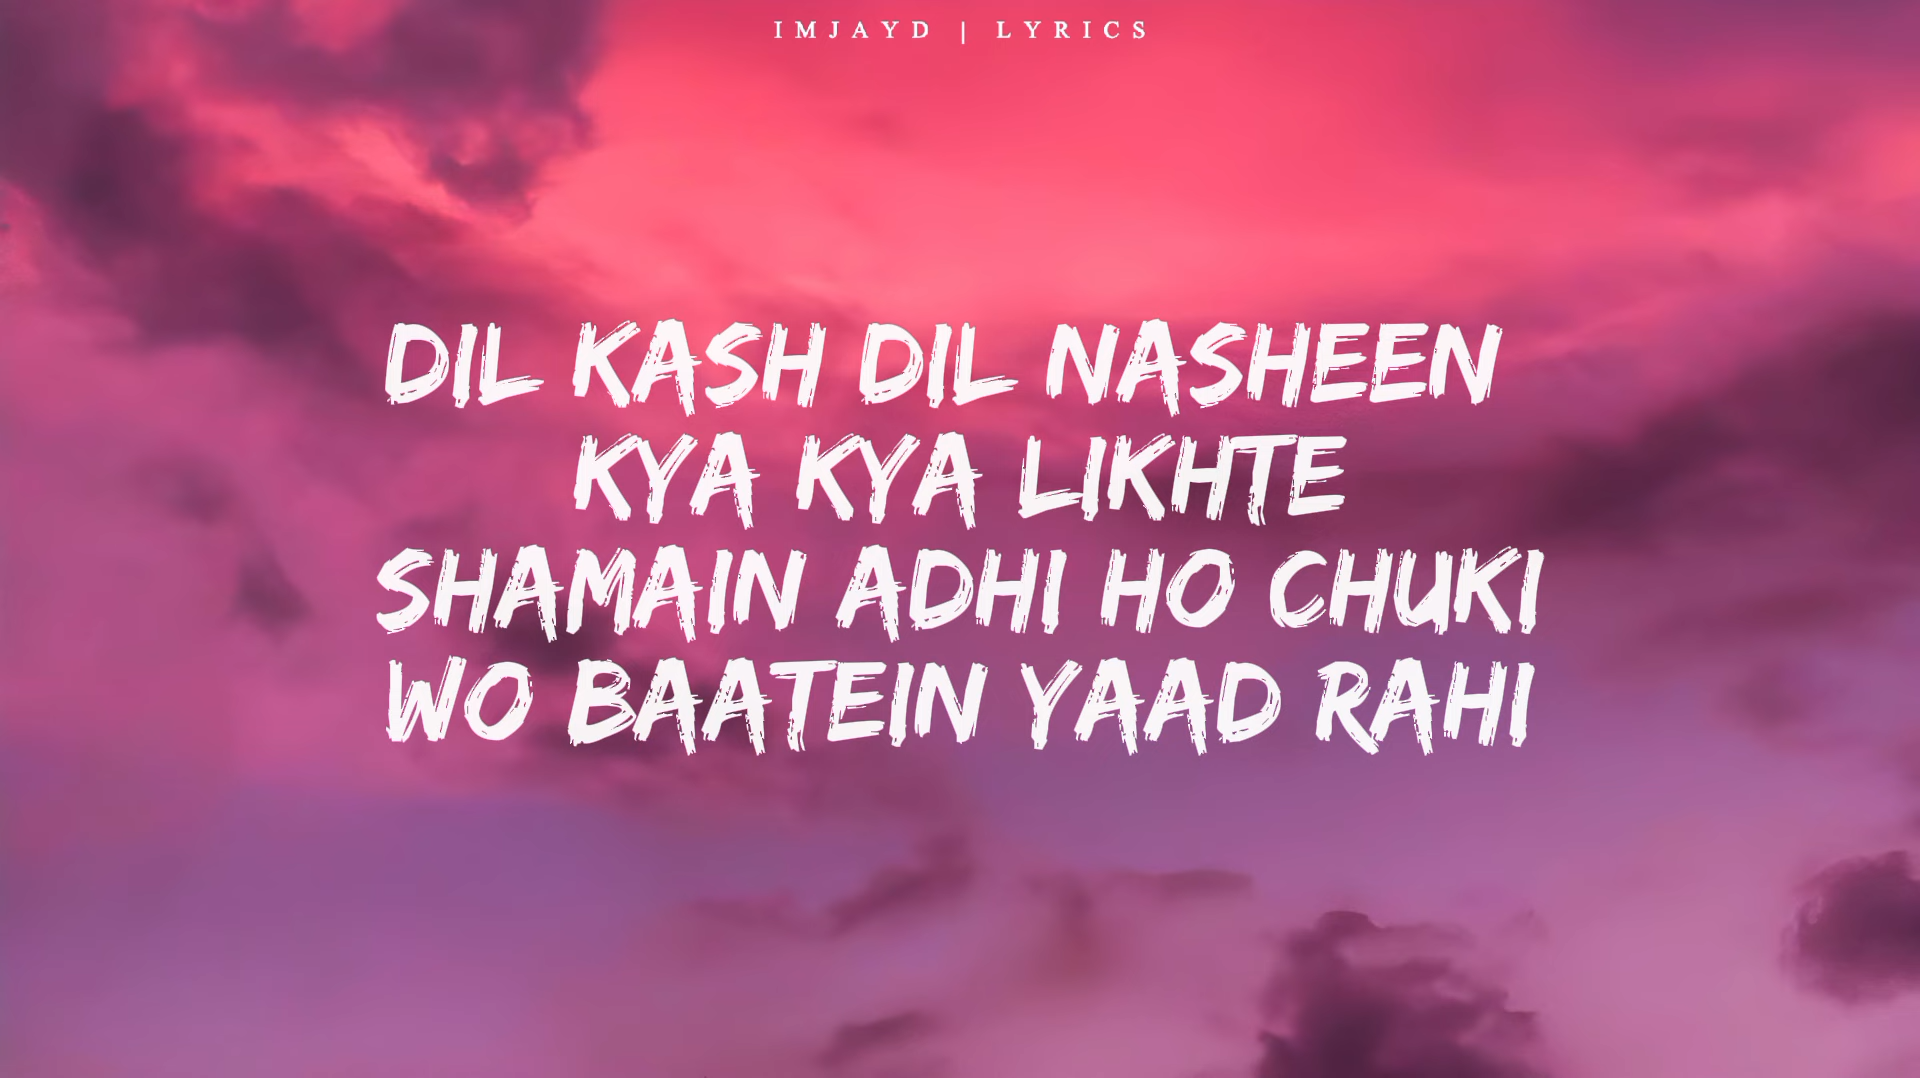 IMJAYD | LYRICS
DIL KASH DIL NASHEEN
KYA KYA LIKHTE
SHAMAIN ADHI HO CHUKI
WO BAATEIN YAAD RAHI